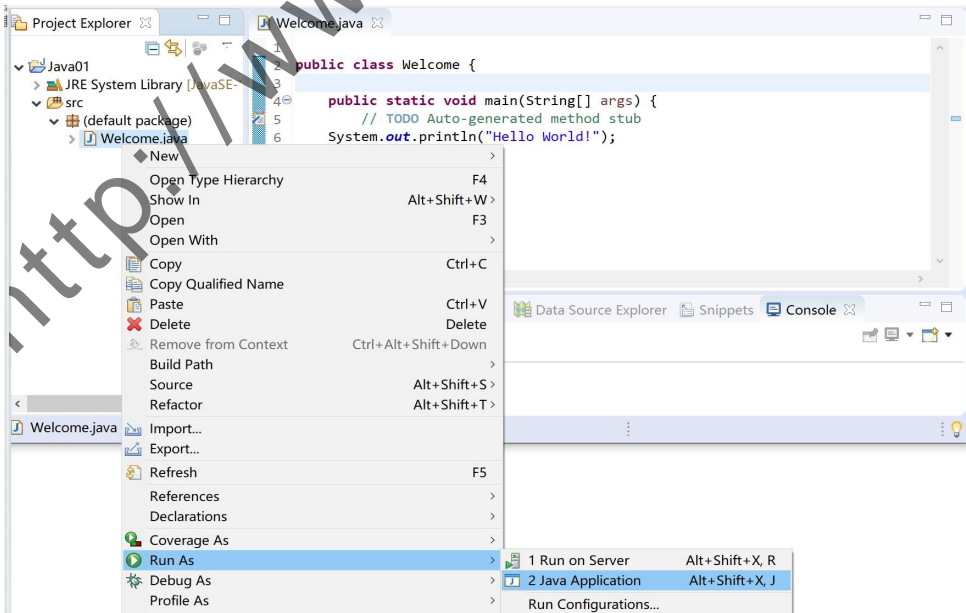 Project Explorer
Welcome.java
Java01
JRE System Library [JavaSE-
src
(default package)
Welcome.java
1
2 public class Welcome {
3
4 public static void main(String[] args) {
5 // TODO Auto-generated method stub
6 System.out.println("Hello World!");
New
Open Type Hierarchy F4
Show In Alt+Shift+W
Open F3
Open With
Copy Ctrl+C
Copy Qualified Name
Paste Ctrl+V
Delete Delete
Remove from Context Ctrl+Alt+Shift+Down
Build Path
Source Alt+Shift+S
Refactor Alt+Shift+T
Import...
Export...
Refresh F5
References
Declarations
Coverage As
Run As
Debug As
Profile As
1 Run on Server Alt+Shift+X, R
2 Java Application Alt+Shift+X, J
Run Configurations...
Data Source Explorer Snippets Console
Welcome.java
http://www